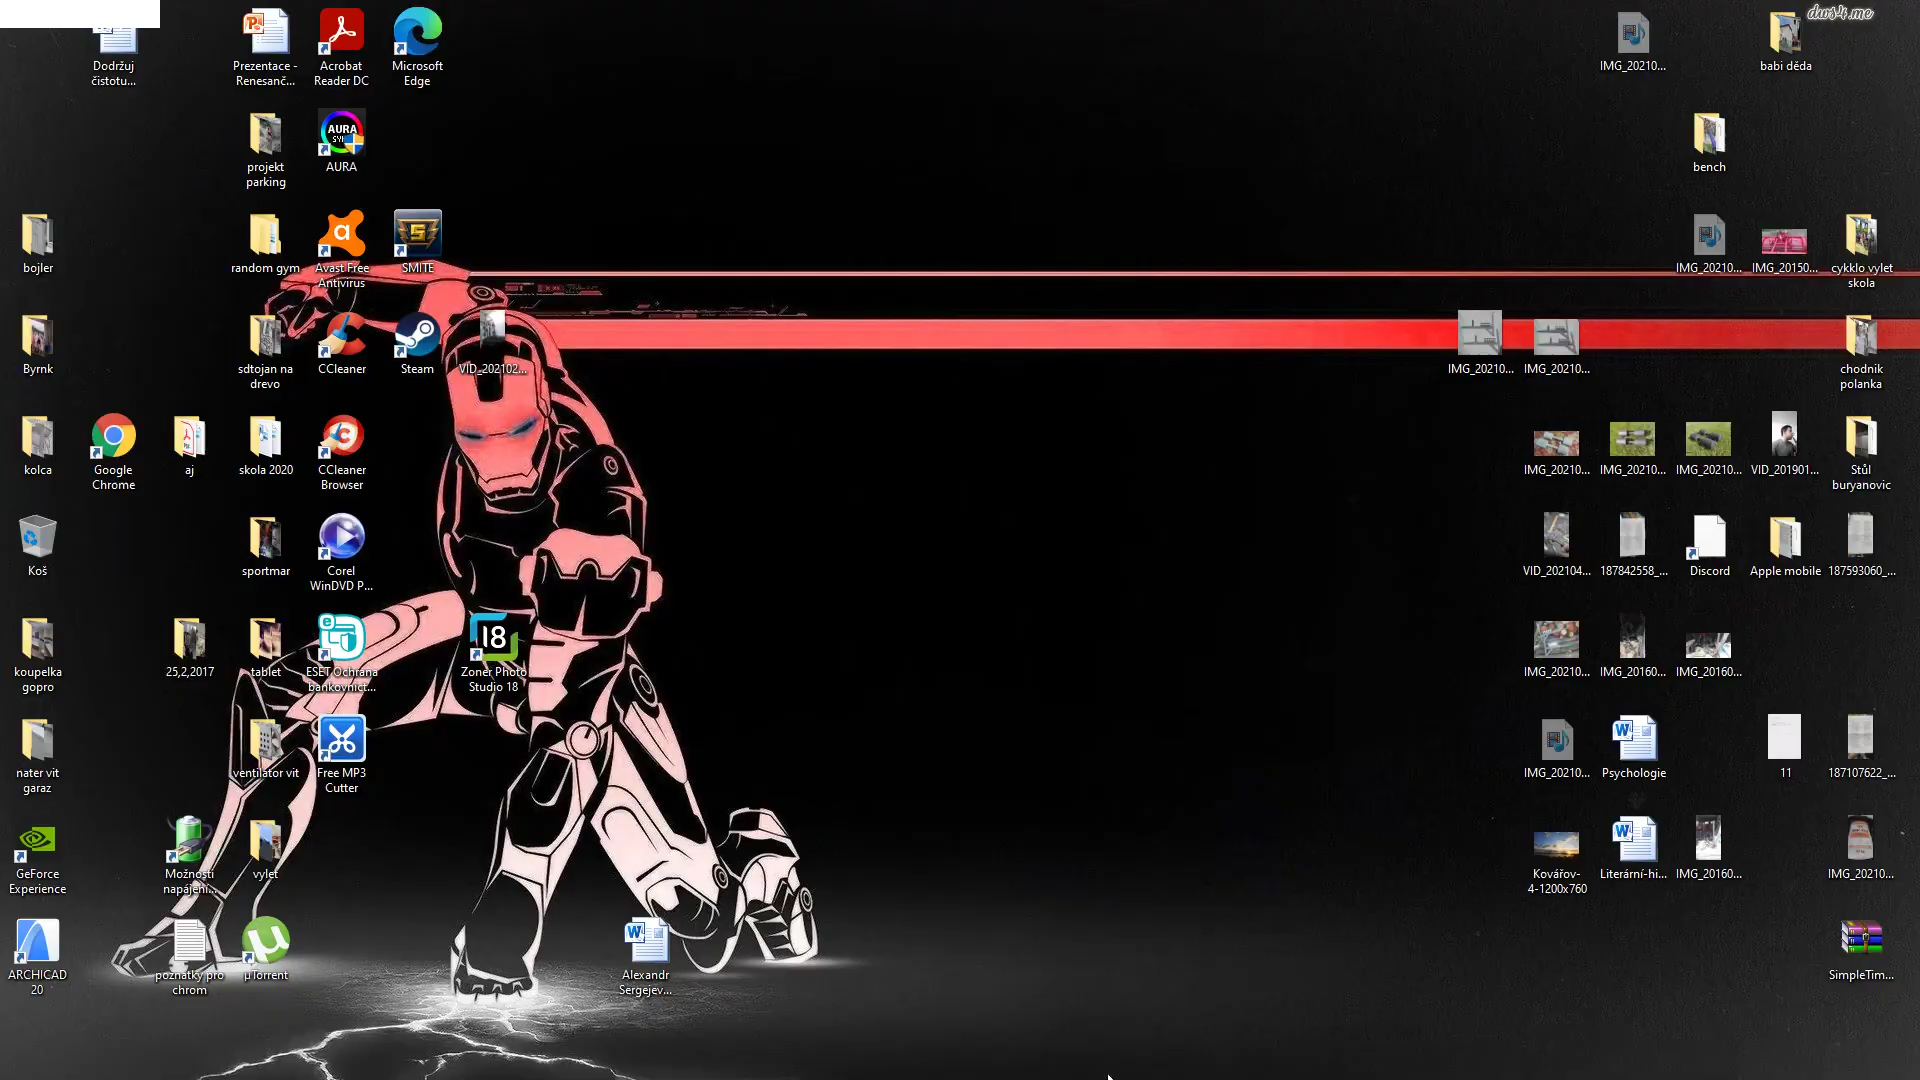 dws4.me
Dodržuj
čistotu...
Prezentace -
Renesanč...
Acrobat
Reader DC
Microsoft
Edge
IMG_20210...
babi děda
projekt
parking
AURA
AURA
bench
bojler
random gym
Avast Free
Antivirus
SMITE
IMG_20210...
IMG_20150...
cykklo vylet
skola
Byrnk
sdtojan na
drevo
CCleaner
Steam
VID_202102...
IMG_20210...
IMG_20210...
chodnik
polanka
kolca
Google
Chrome
aj
skola 2020
CCleaner
Browser
IMG_20210...
IMG_20210...
IMG_20210...
VID_201901...
Stůl
buryanovic
Koš
sportmar
Corel
WinDVD P...
VID_202104...
187842558_...
Discord
Apple mobile
187593060_...
koupelka
gopro
25,2,2017
tablet
ESET Ochrana
bankovnict...
18
Zoner Photo
Studio 18
IMG_20210...
IMG_20160...
IMG_20160...
nater vit
garaz
ventilator vit
Free MP3
Cutter
IMG_20210...
Psychologie
11
187107622_...
GeForce
Experience
Možnosti
napájení...
vylet
Kovářov-
4-1200x760
Literární-hi...
IMG_20160...
IMG_20210...
ARCHICAD
20
poznatky pro
chrom
µTorrent
Alexandr
Sergejev...
SimpleTim...